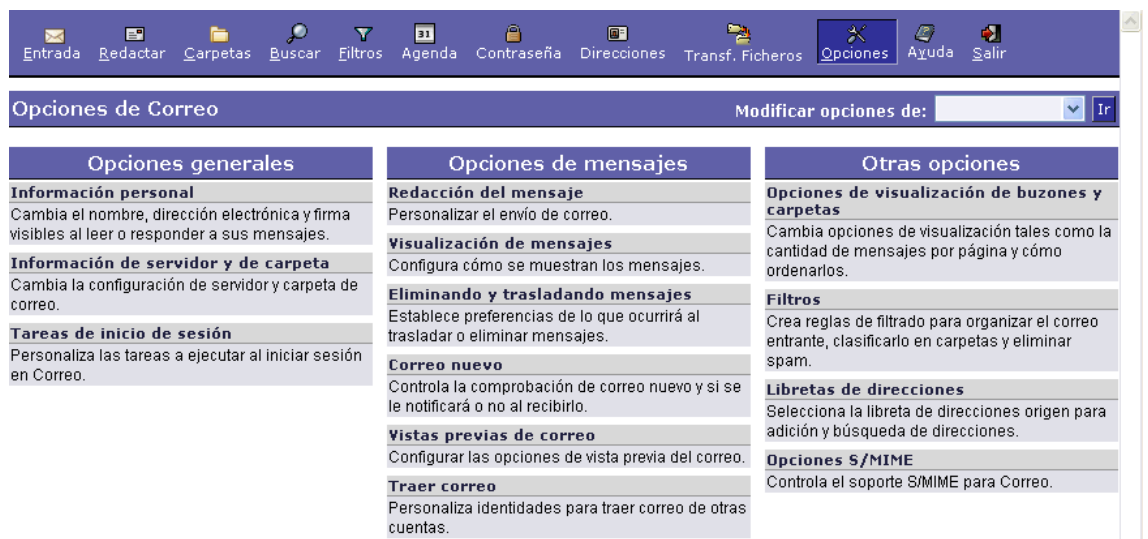 31
Entrada Redactar Carpetas Buscar Filtros Agenda Contraseña Direcciones Transf. Ficheros Opciones Ayuda Salir
Opciones de Correo
Modificar opciones de:
Ir
Opciones generales
Información personal
Cambia el nombre, dirección electrónica y firma
visibles al leer o responder a sus mensajes.
Información de servidor y de carpeta
Cambia la configuración de servidor y carpeta de
correo.
Tareas de inicio de sesión
Personaliza las tareas a ejecutar al iniciar sesión
en Correo.
Opciones de mensajes
Redacción del mensaje
Personalizar el envío de correo.
Visualización de mensajes
Configura cómo se muestran los mensajes.
Eliminando y trasladando mensajes
Establece preferencias de lo que ocurrirá al
trasladar o eliminar mensajes.
Correo nuevo
Controla la comprobación de correo nuevo y si se
le notificará o no al recibirlo.
Vistas previas de correo
Configurar las opciones de vista previa del correo.
Traer correo
Personaliza identidades para traer correo de otras
cuentas.
Otras opciones
Opciones de visualización de buzones y
carpetas
Cambia opciones de visualización tales como la
cantidad de mensajes por página y cómo
ordenarlos.
Filtros
Crea reglas de filtrado para organizar el correo
entrante, clasificarlo en carpetas y eliminar
spam.
Libretas de direcciones
Selecciona la libreta de direcciones origen para
adición y búsqueda de direcciones.
Opciones S/MIME
Controla el soporte S/MIME para Correo.